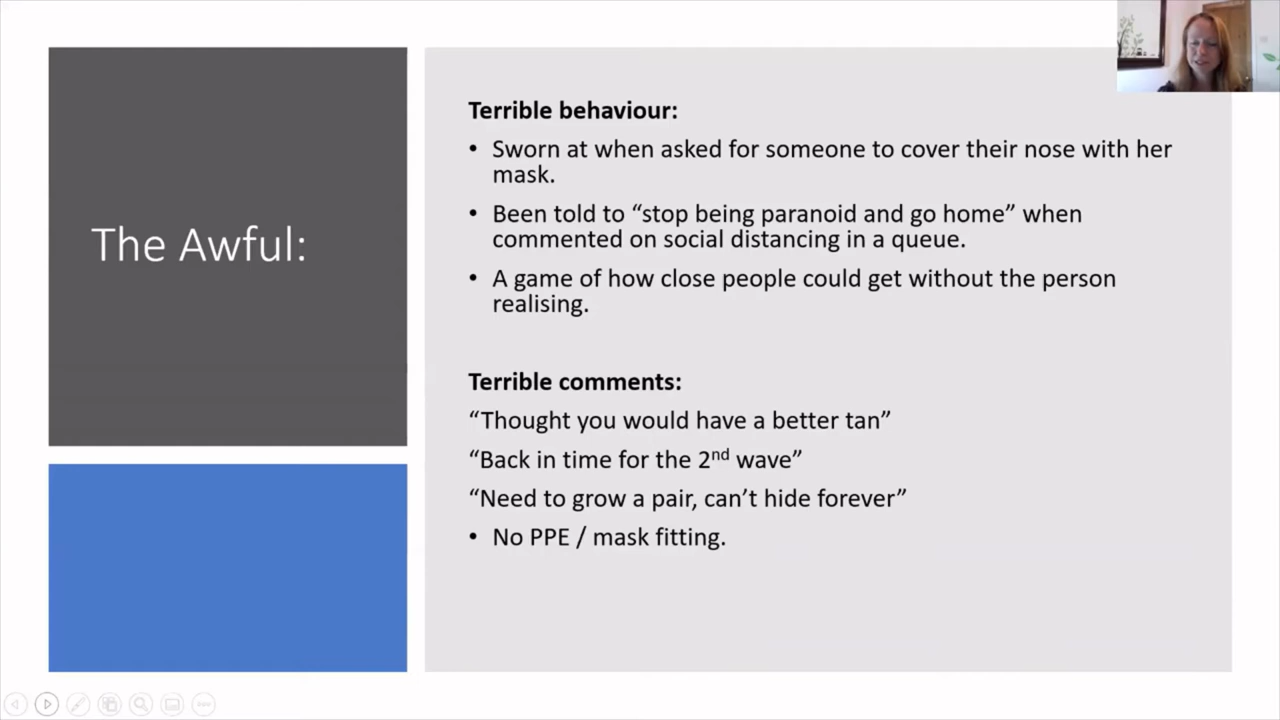 The Awful:
Terrible behaviour:
• Sworn at when asked for someone to cover their nose with her
mask.
• Been told to “stop being paranoid and go home” when
commented on social distancing in a queue.
• A game of how close people could get without the person
realising.
Terrible comments:
“Thought you would have a better tan”
“Back in time for the 2nd wave”
“Need to grow a pair, can’t hide forever”
• No PPE / mask fitting.